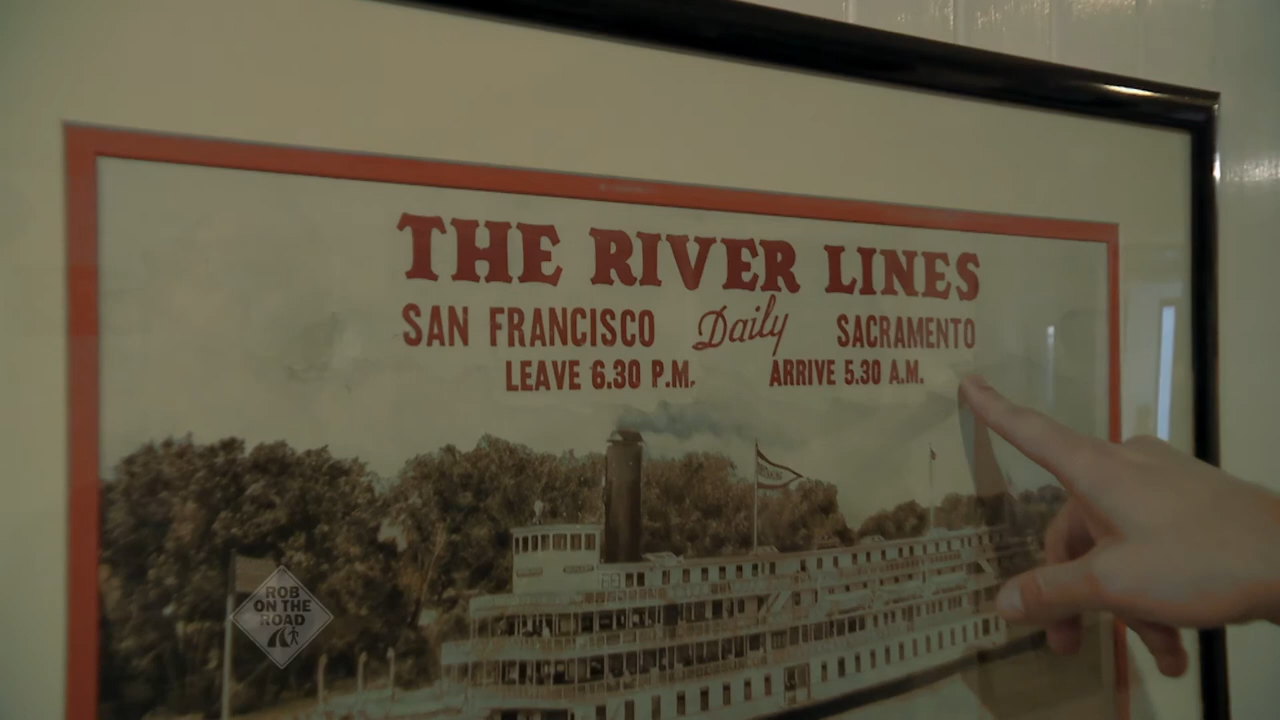 THE RIVER LINES
SAN FRANCISCO Daily SACRAMENTO
LEAVE 6.30 P.M. ARRIVE 5.30 A.M.
ROB
ON THE
ROAD